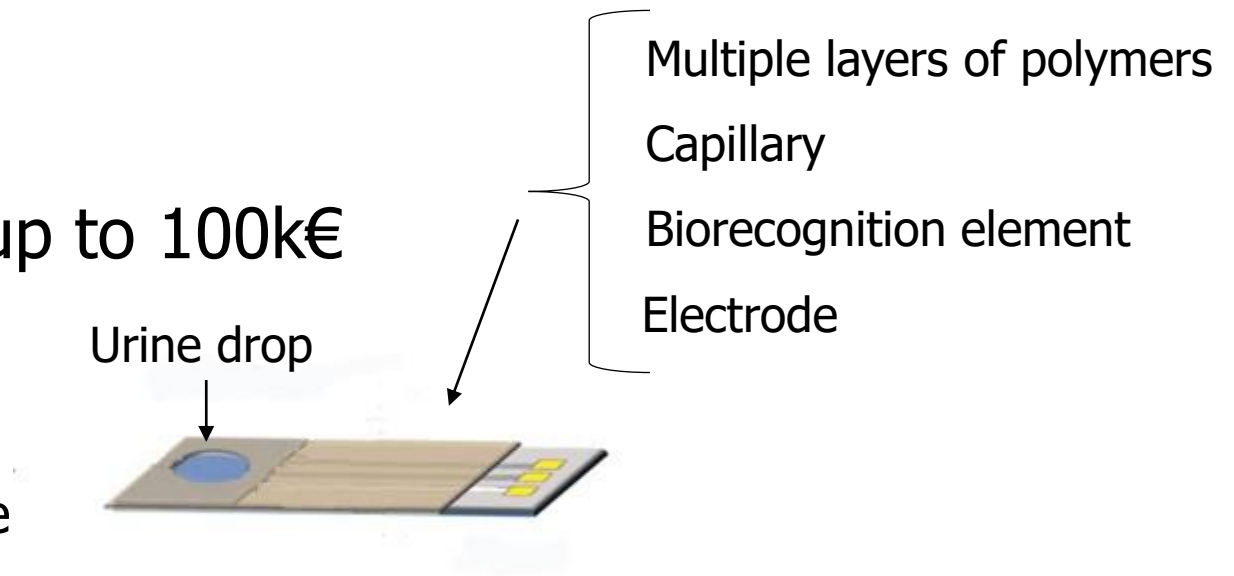 Multiple layers of polymers
Capillary
up to 100k€
Biorecognition element
Electrode
Urine drop
e